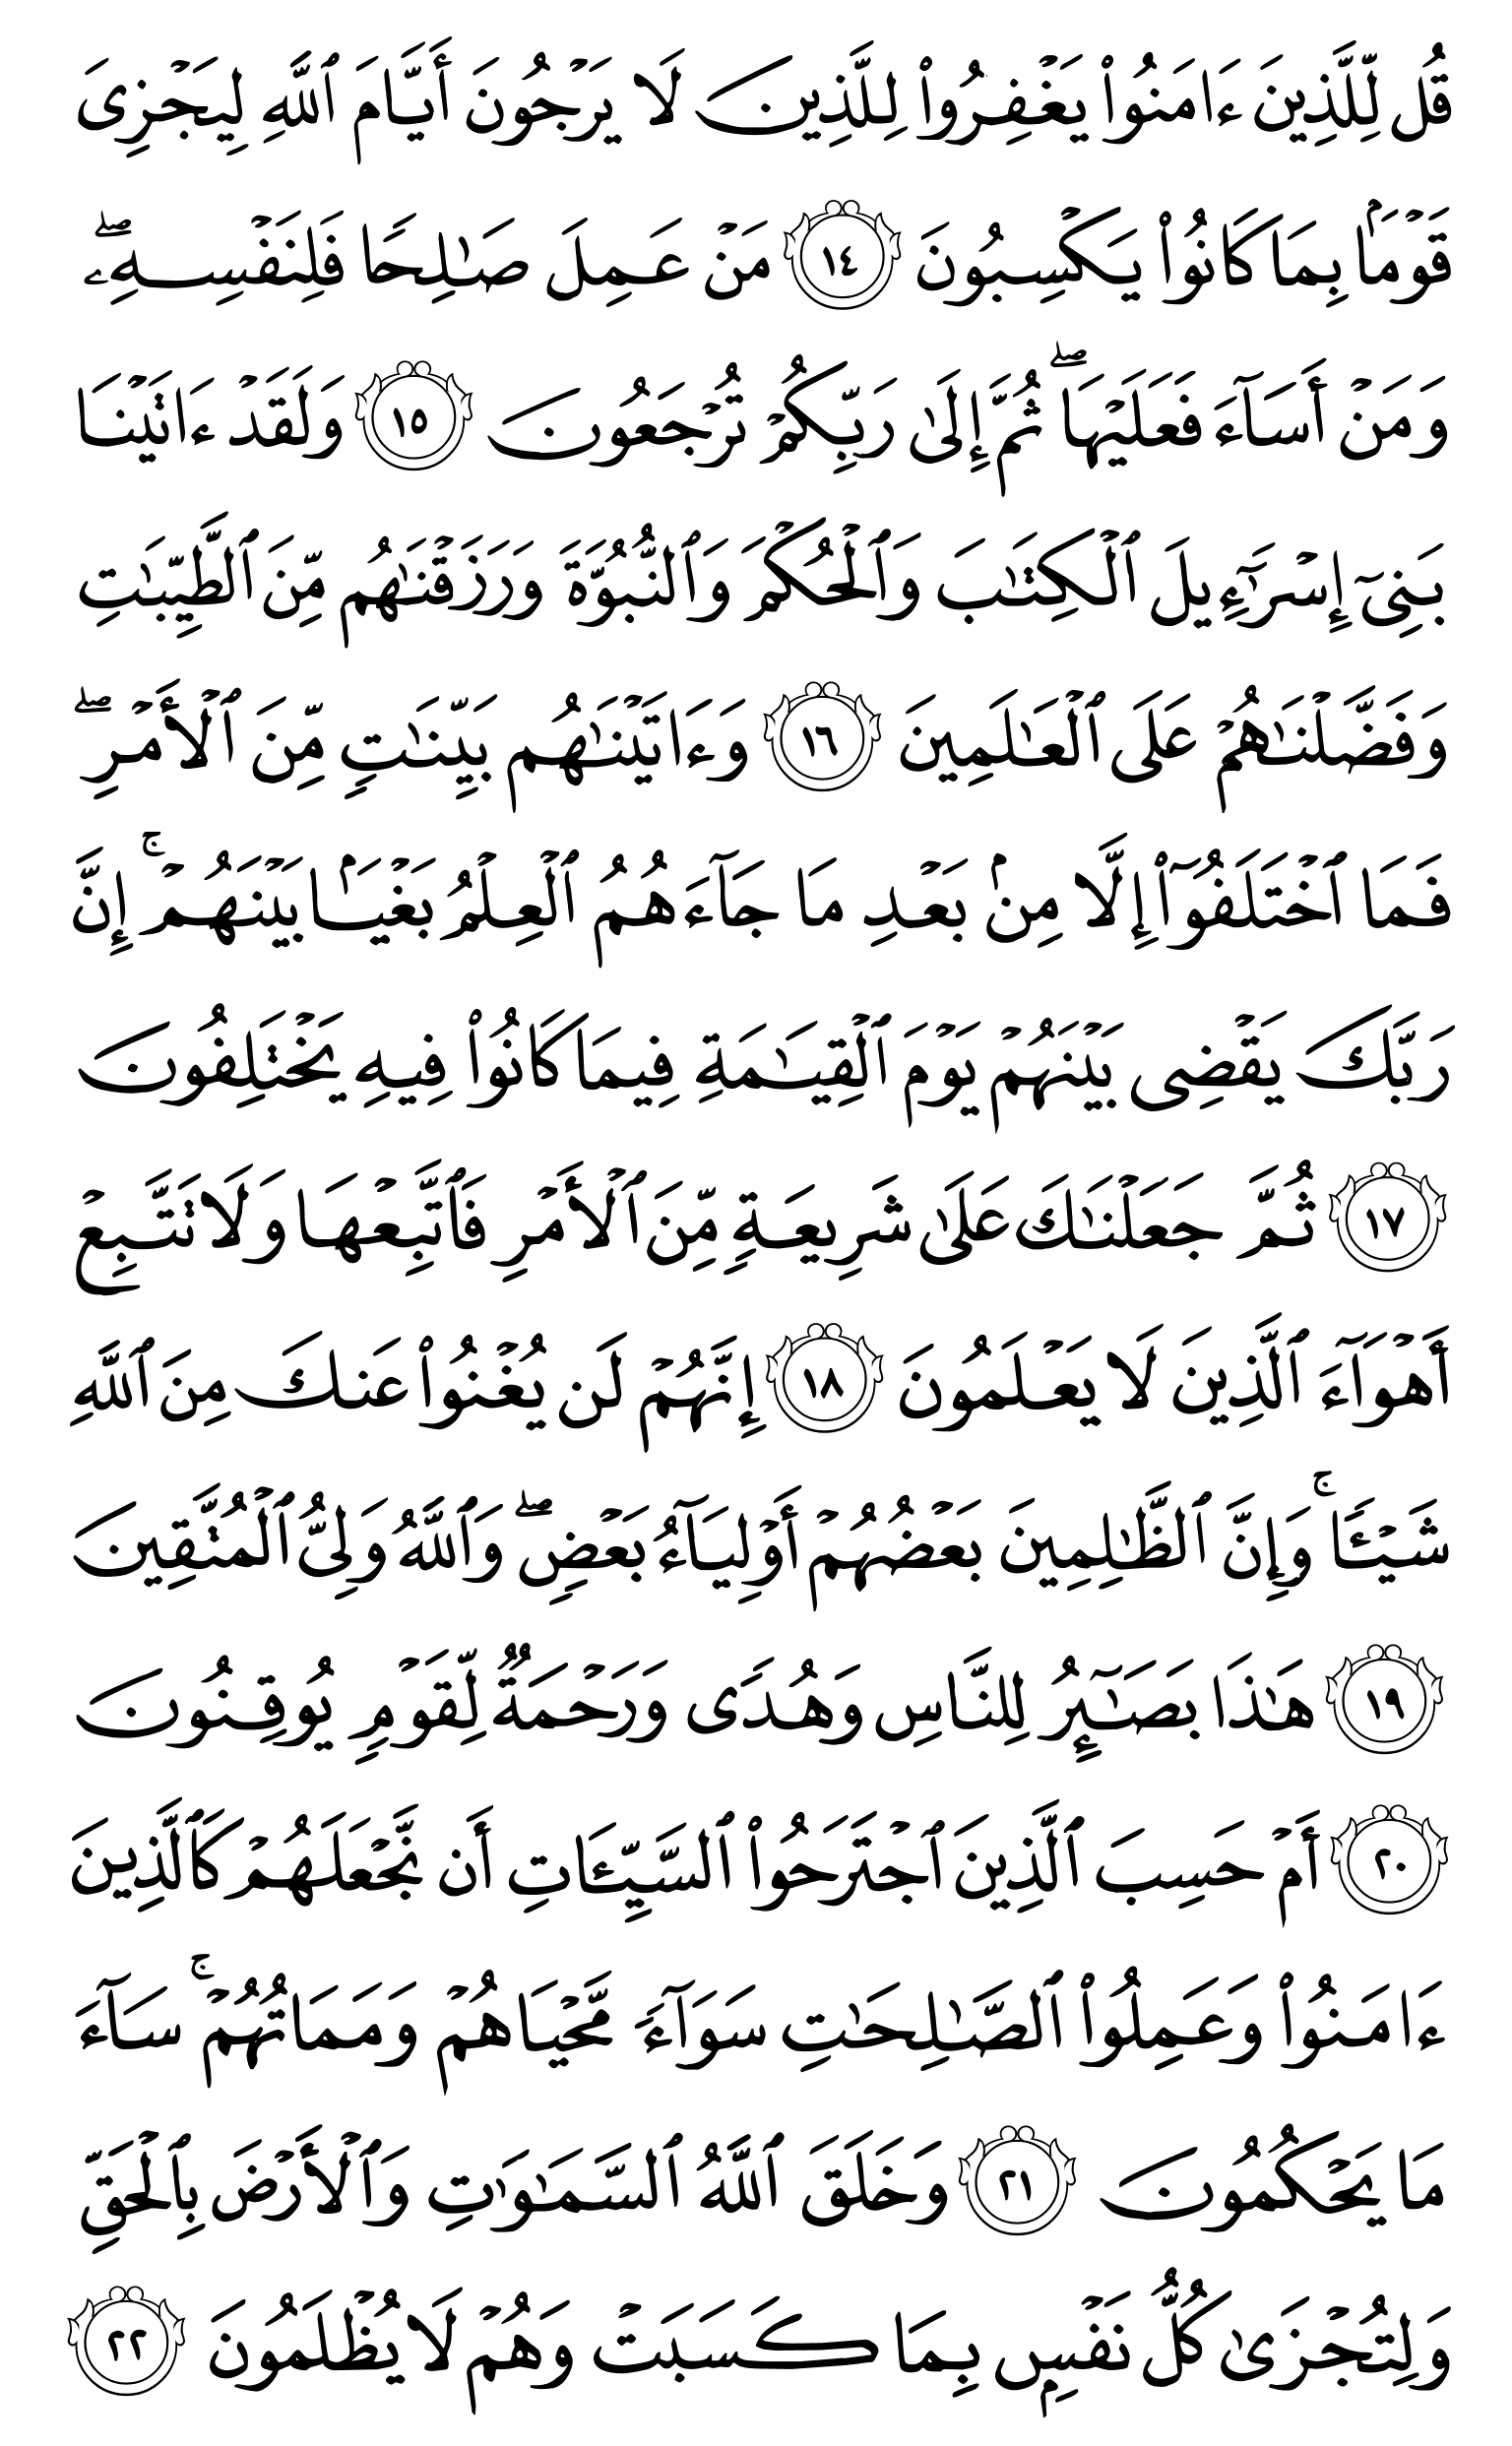 قُل لِّلَّذِينَ ءَامَنُواْ يَغْفِرُواْ لِلَّذِينَ لَا يَرْجُونَ أَيَّامَ ٱللَّهِ لِيَجْزِىَ
قَوْمَۢا بِمَا كَانُواْ يَكْسِبُونَ ١٤ مَنْ عَمِلَ صَٰلِحًا فَلِنَفْسِهِۦۖ
وَمَنْ أَسَآءَ فَعَلَيْهَاۖ ثُمَّ إِلَىٰ رَبِّكُمْ تُرْجَعُونَ ١٥ وَلَقَدْ ءَاتَيْنَا
بَنِىٓ إِسْرَٰٓءِيلَ ٱلْكِتَٰبَ وَٱلْحُكْمَ وَٱلنُّبُوَّةَ وَرَزَقْنَٰهُم مِّنَ ٱلطَّيِّبَٰتِ
وَفَضَّلْنَٰهُمْ عَلَى ٱلْعَٰلَمِينَ ١٦ وَءَاتَيْنَٰهُم بَيِّنَٰتٍ مِّنَ ٱلْأَمْرِۖ
فَمَا ٱخْتَلَفُوٓاْ إِلَّا مِنۢ بَعْدِ مَا جَآءَهُمُ ٱلْعِلْمُ بَغْيَۢا بَيْنَهُمْۚ إِنَّ
رَبَّكَ يَقْضِى بَيْنَهُمْ يَوْمَ ٱلْقِيَٰمَةِ فِيمَا كَانُواْ فِيهِ يَخْتَلِفُونَ
١٧ ثُمَّ جَعَلْنَٰكَ عَلَىٰ شَرِيعَةٍ مِّنَ ٱلْأَمْرِ فَٱتَّبِعْهَا وَلَا تَتَّبِعْ
أَهْوَآءَ ٱلَّذِينَ لَا يَعْلَمُونَ ١٨ إِنَّهُمْ لَن يُغْنُواْ عَنكَ مِنَ ٱللَّهِ
شَيْـًٔاۚ وَإِنَّ ٱلظَّٰلِمِينَ بَعْضُهُمْ أَوْلِيَآءُ بَعْضٍۖ وَٱللَّهُ وَلِىُّ ٱلْمُتَّقِينَ
١٩ هَٰذَا بَصَٰٓئِرُ لِلنَّاسِ وَهُدًى وَرَحْمَةٌ لِّقَوْمٍ يُوقِنُونَ
٢٠ أَمْ حَسِبَ ٱلَّذِينَ ٱجْتَرَحُواْ ٱلسَّيِّـَٔاتِ أَن نَّجْعَلَهُمْ كَٱلَّذِينَ
ءَامَنُواْ وَعَمِلُواْ ٱلصَّٰلِحَٰتِ سَوَآءً مَّحْيَاهُمْ وَمَمَاتُهُمْۚ سَآءَ
مَا يَحْكُمُونَ ٢١ وَخَلَقَ ٱللَّهُ ٱلسَّمَٰوَٰتِ وَٱلْأَرْضَ بِٱلْحَقِّ
وَلِتُجْزَىٰ كُلُّ نَفْسٍۭ بِمَا كَسَبَتْ وَهُمْ لَا يُظْلَمُونَ ٢٢